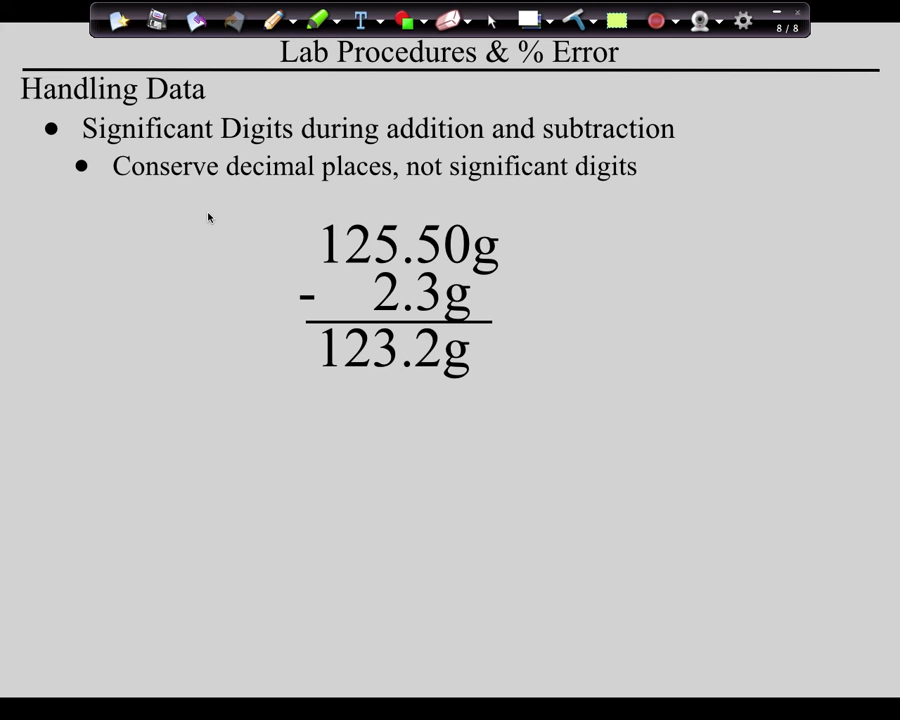 8 / 8
Lab Procedures & % Error
Handling Data
● Significant Digits during addition and subtraction
● Conserve decimal places, not significant digits
125.50g
- 2.3g
123.2g